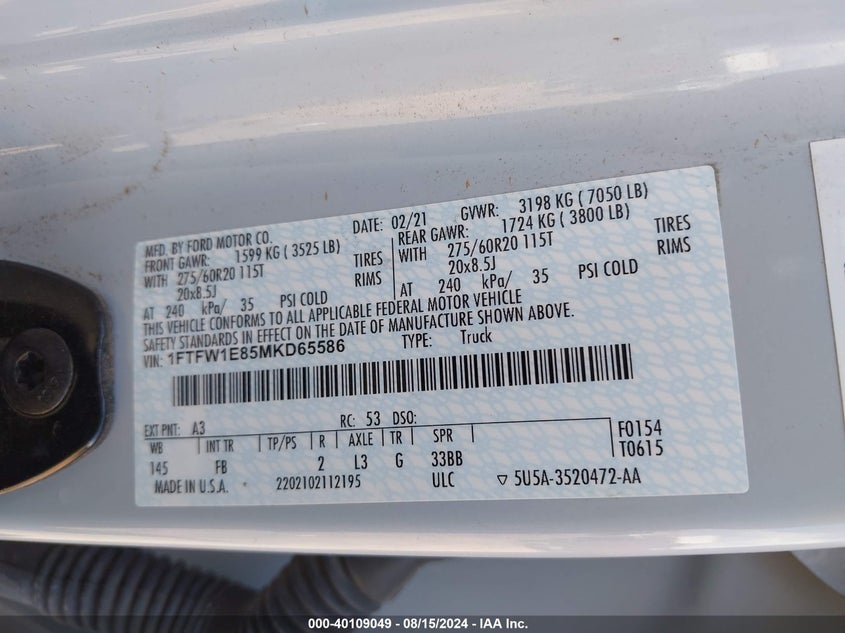 MFD. BY FORD MOTOR CO. DATE: 02/21 GVWR: 3198 KG ( 7050 LB)
FRONT GAWR: 1599 KG ( 3525 LB) REAR GAWR: 1724 KG ( 3800 LB)
WITH 275/60R20 115T TIRES WITH 275/60R20 115T TIRES
20x8.5J RIMS 20x8.5J RIMS
AT 240 kPa/ 35 PSI COLD AT 240 kPa/ 35 PSI COLD
THIS VEHICLE CONFORMS TO ALL APPLICABLE FEDERAL MOTOR VEHICLE
SAFETY STANDARDS IN EFFECT ON THE DATE OF MANUFACTURE SHOWN ABOVE.
VIN: 1FTFW1E85MKD65586 TYPE: Truck
EXT PNT: A3 RC: 53 DSO:
WB INT TR TP/PS R AXLE TR SPR F0154
145 FB 2 L3 G 33BB T0615
MADE IN U.S.A. 2202102112195 ULC ▽ 5U5A-3520472-AA
000-40109049 - 08/15/2024 - IAA Inc.